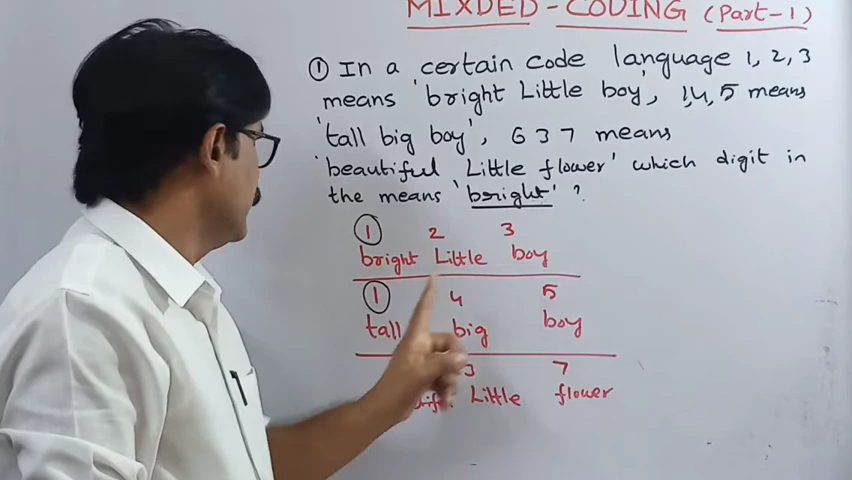 MIXDED-CODING (Part-1)
① In a certain code language 1, 2, 3
means 'bright Little boy', 1,4, 5 means
'tall big boy', 6 3 7 means
'beautiful Little flower' which digit in
the means 'bright' ?
1 2 3
bright Little boy
1 4 5
tall big boy
3 7
Little flower